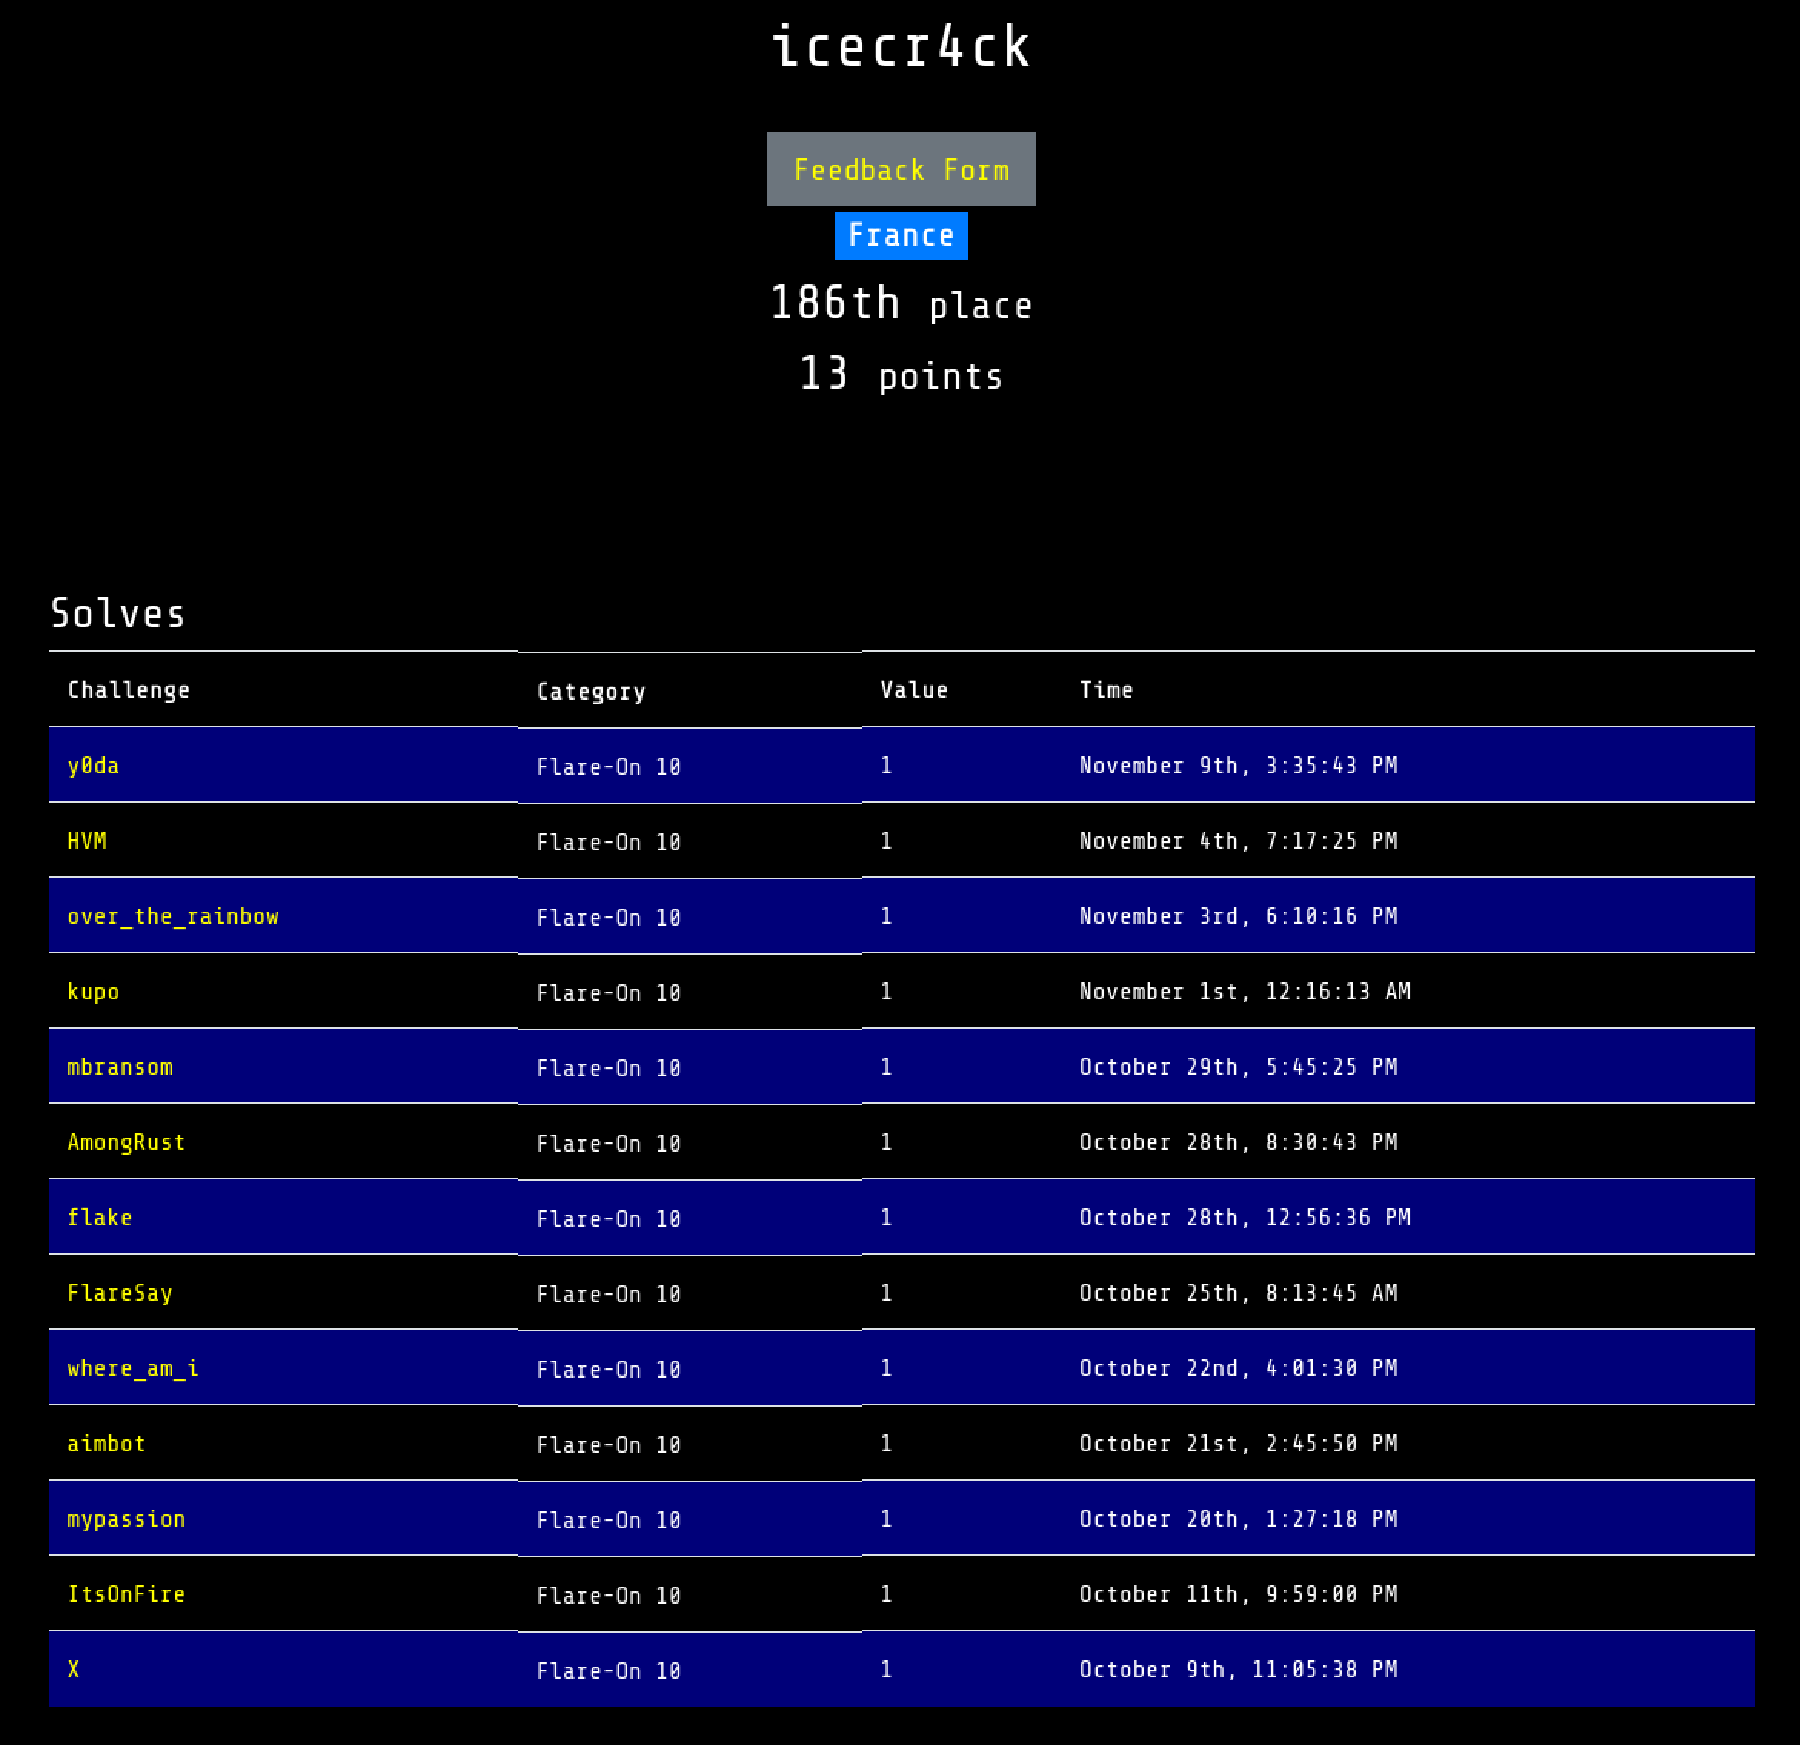 icecr4ck
Feedback Form
France
186th place
13 points
Solves
Challenge Category Value Time
y0da Flare-On 10 1 November 9th, 3:35:43 PM
HVM Flare-On 10 1 November 4th, 7:17:25 PM
over_the_rainbow Flare-On 10 1 November 3rd, 6:10:16 PM
kupo Flare-On 10 1 November 1st, 12:16:13 AM
mbransom Flare-On 10 1 October 29th, 5:45:25 PM
AmongRust Flare-On 10 1 October 28th, 8:30:43 PM
flake Flare-On 10 1 October 28th, 12:56:36 PM
FlareSay Flare-On 10 1 October 25th, 8:13:45 AM
where_am_i Flare-On 10 1 October 22nd, 4:01:30 PM
aimbot Flare-On 10 1 October 21st, 2:45:50 PM
mypassion Flare-On 10 1 October 20th, 1:27:18 PM
ItsOnFire Flare-On 10 1 October 11th, 9:59:00 PM
X Flare-On 10 1 October 9th, 11:05:38 PM